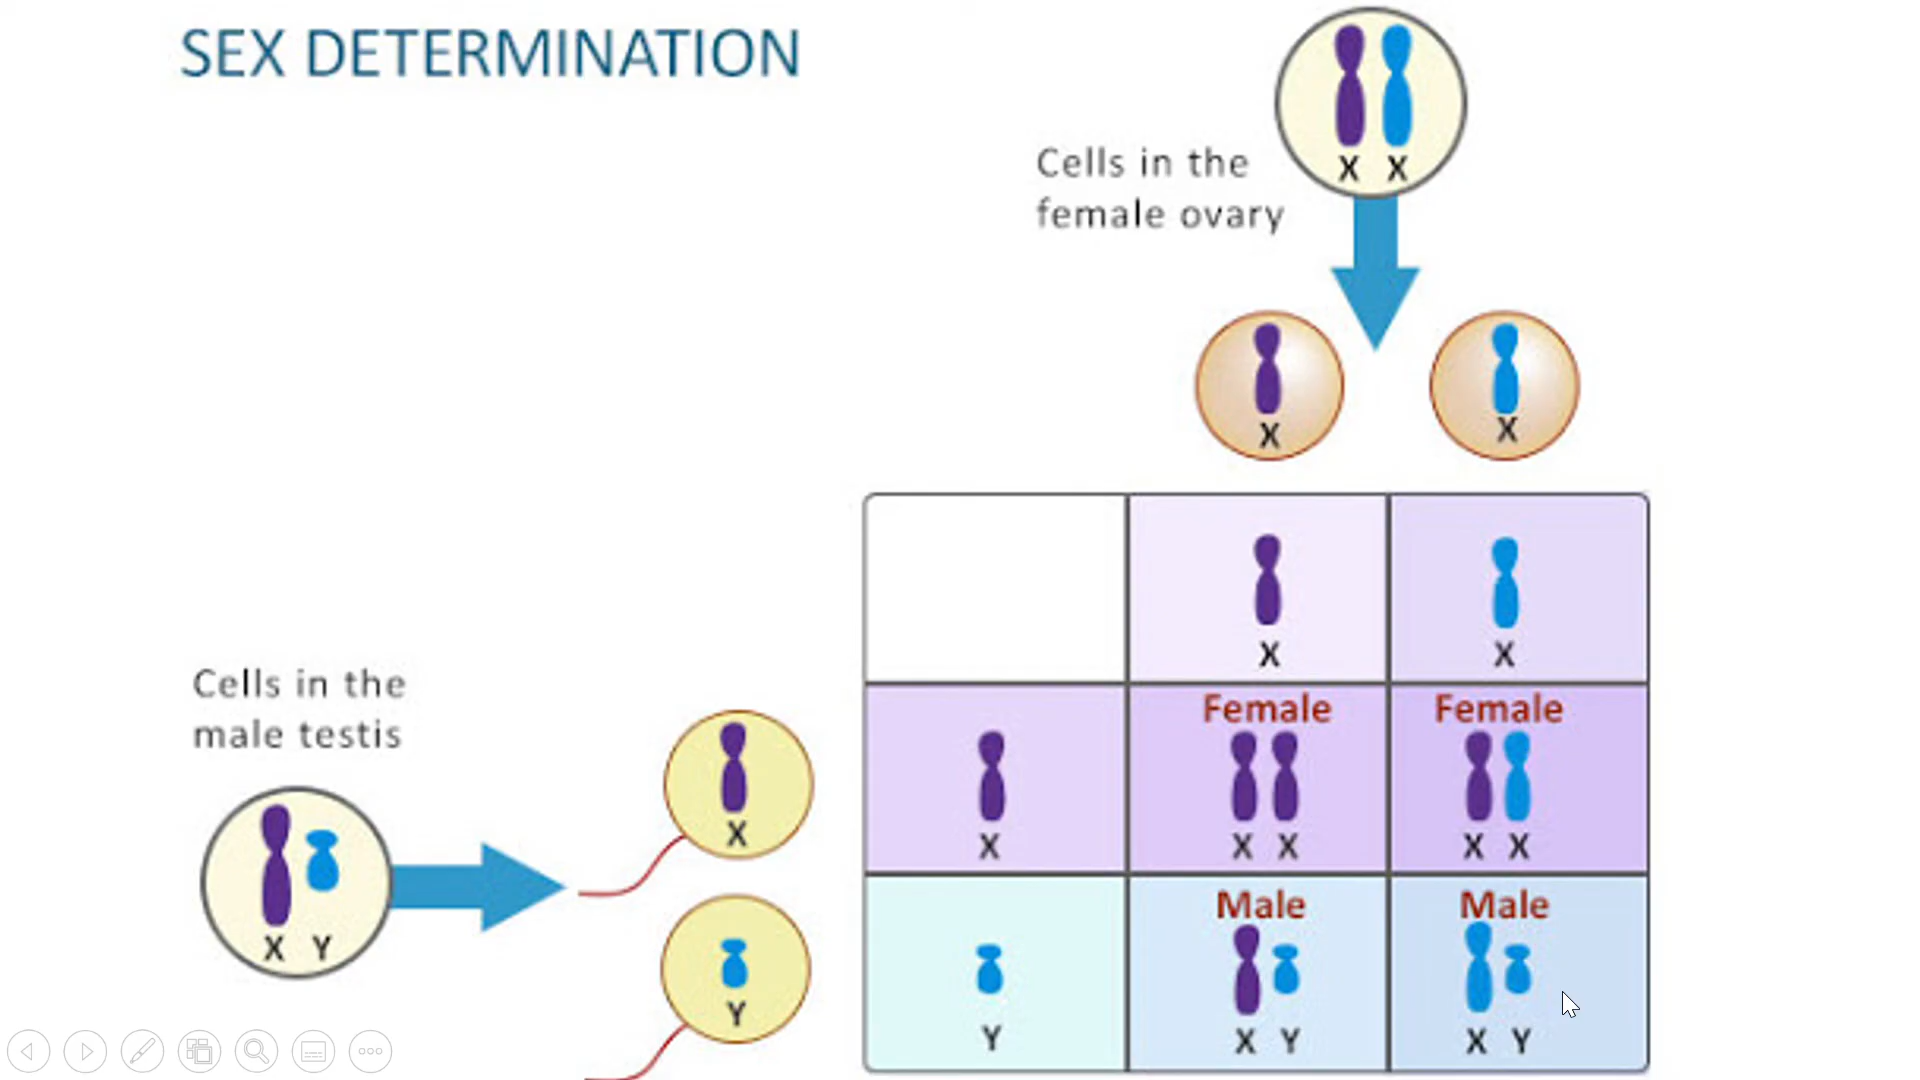 SEX DETERMINATION
X X
Cells in the
female ovary
X
X
X
X
Cells in the
male testis
X Y
X
Y
X
Female
X X
Female
X X
Y
Male
X Y
Male
X Y